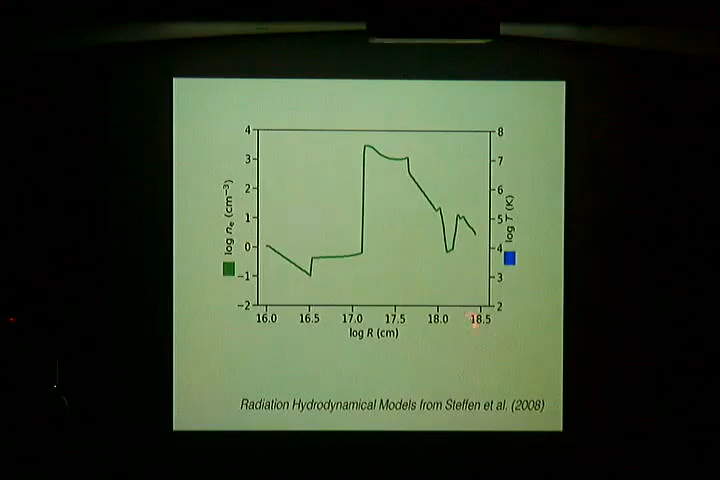 4
3
2
1
0
−1
−2
log nₑ (cm⁻³)
8
7
6
5
4
3
2
log T (K)
16.0 16.5 17.0 17.5 18.0 18.5
log R (cm)
Radiation Hydrodynamical Models from Steffen et al. (2008)